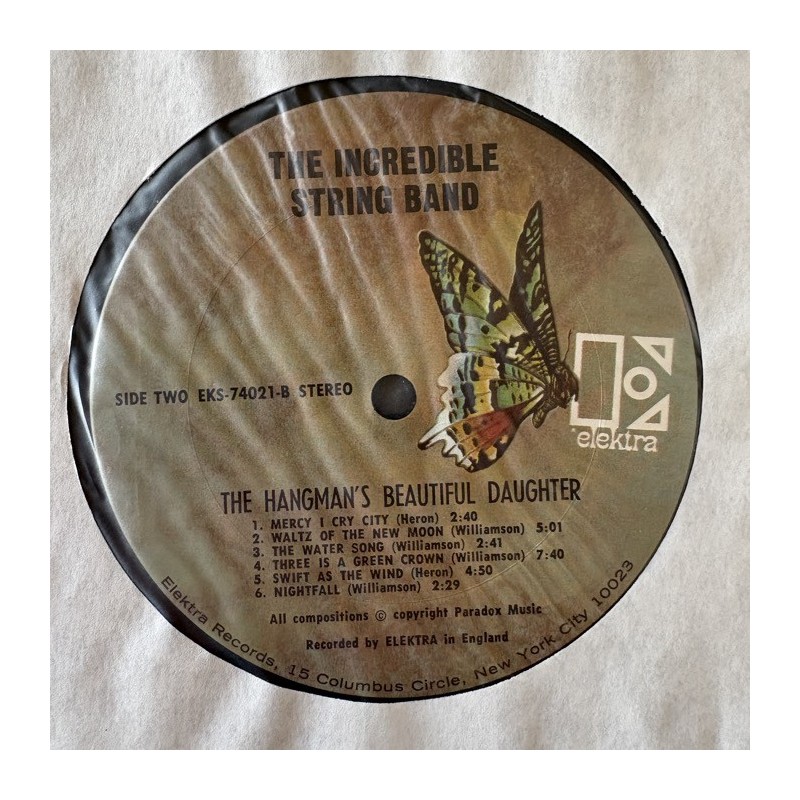 THE INCREDIBLE
STRING BAND
SIDE TWO EKS-74021-B STEREO
elektra
THE HANGMAN'S BEAUTIFUL DAUGHTER
1. MERCY I CRY CITY (Heron) 2:40
2. WALTZ OF THE NEW MOON (Williamson) 5:01
3. THE WATER SONG (Williamson) 2:41
4. THREE IS A GREEN CROWN (Williamson) 7:40
5. SWIFT AS THE WIND (Heron) 4:50
6. NIGHTFALL (Williamson) 2:29
All compositions © copyright Paradox Music
Recorded by ELEKTRA in England
Elektra Records, 15 Columbus Circle, New York City 10023